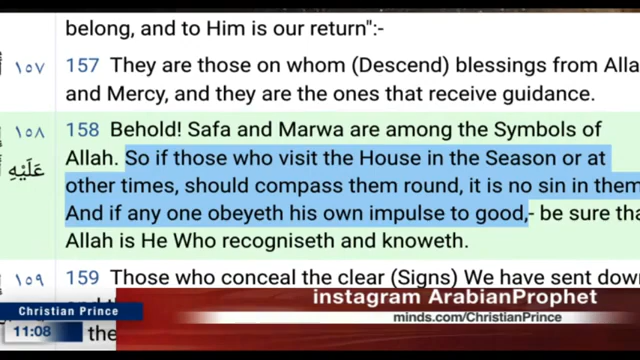 belong, and to Him is our return":-
١٥٧ 157 They are those on whom (Descend) blessings from Alla
and Mercy, and they are the ones that receive guidance.
١٥٨ 158 Behold! Safa and Marwa are among the Symbols of
عَلَيْهِ Allah. So if those who visit the House in the Season or at
other times, should compass them round, it is no sin in them
And if any one obeyeth his own impulse to good,- be sure tha
Allah is He Who recogniseth and knoweth.
١٥٩ 159 Those who conceal the clear (Signs) We have sent down
the
instagram ArabianProphet
Christian Prince
minds.com/ChristianPrince
11:08